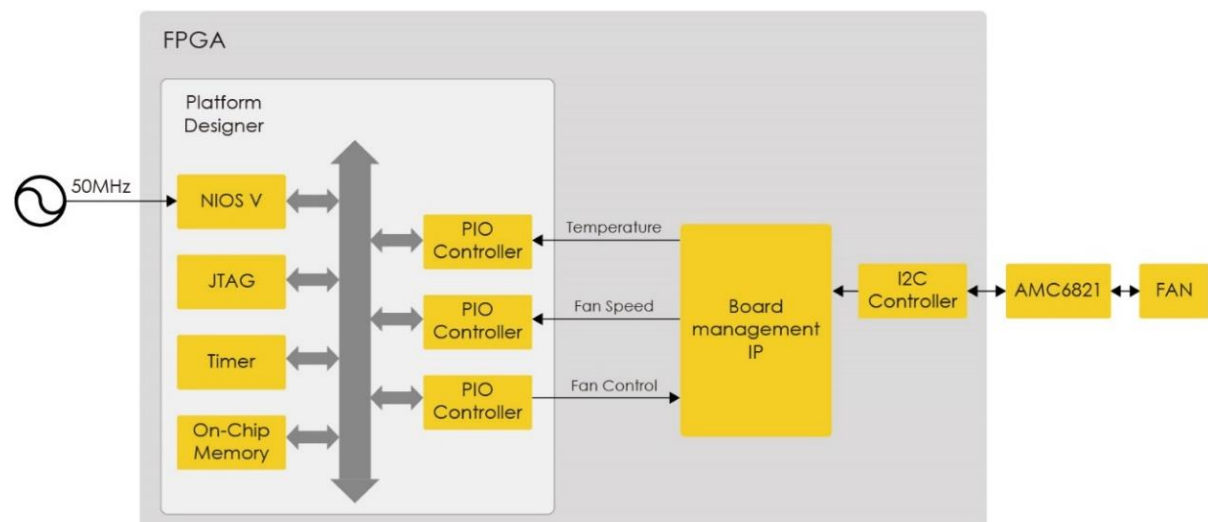 FPGA
Platform
Designer
50MHz
NIOS V
JTAG
Timer
On-Chip
Memory
PIO
Controller
PIO
Controller
PIO
Controller
Temperature
Fan Speed
Fan Control
Board
management
IP
I2C
Controller
AMC6821
FAN